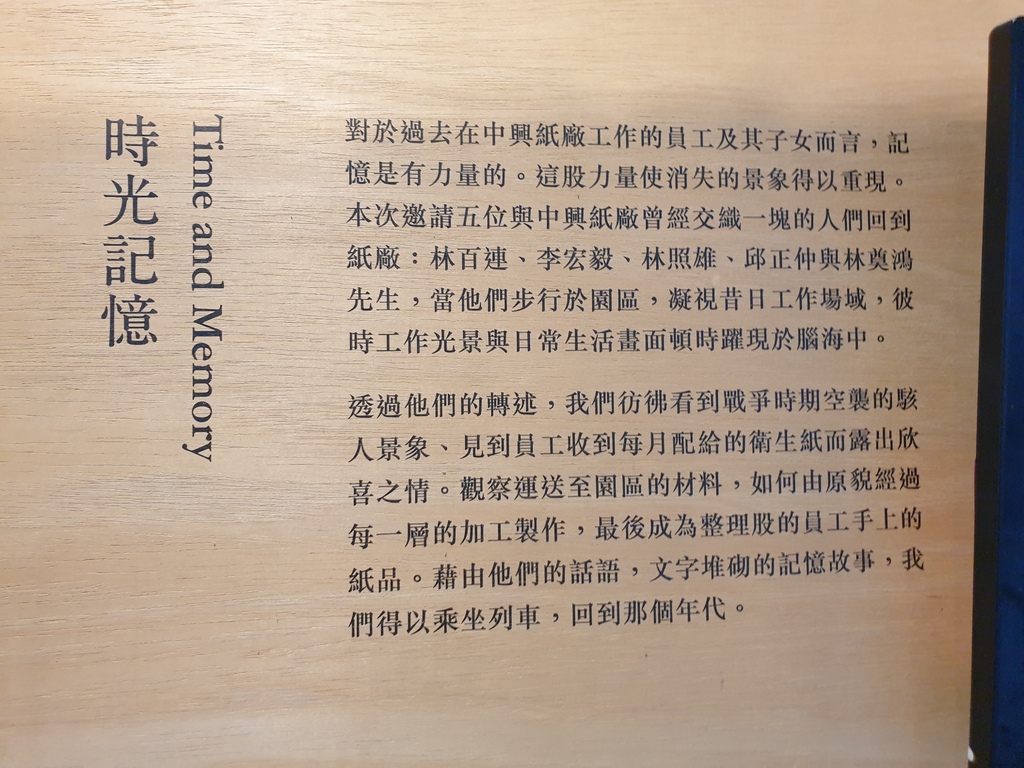 時光記憶
Time and Memory
對於過去在中興紙廠工作的員工及其子女而言，記
憶是有力量的。這股力量使消失的景象得以重現。
本次邀請五位與中興紙廠曾經交織一塊的人們回到
紙廠：林百連、李宏毅、林照雄、邱正仲與林奠鴻
先生，當他們步行於園區，凝視昔日工作場域，彼
時工作光景與日常生活畫面頓時躍現於腦海中。
透過他們的轉述，我們彷彿看到戰爭時期空襲的駭
人景象、見到員工收到每月配給的衛生紙而露出欣
喜之情。觀察運送至園區的材料，如何由原貌經過
每一層的加工製作，最後成為整理股的員工手上的
紙品。藉由他們的話語，文字堆砌的記憶故事，我
們得以乘坐列車，回到那個年代。